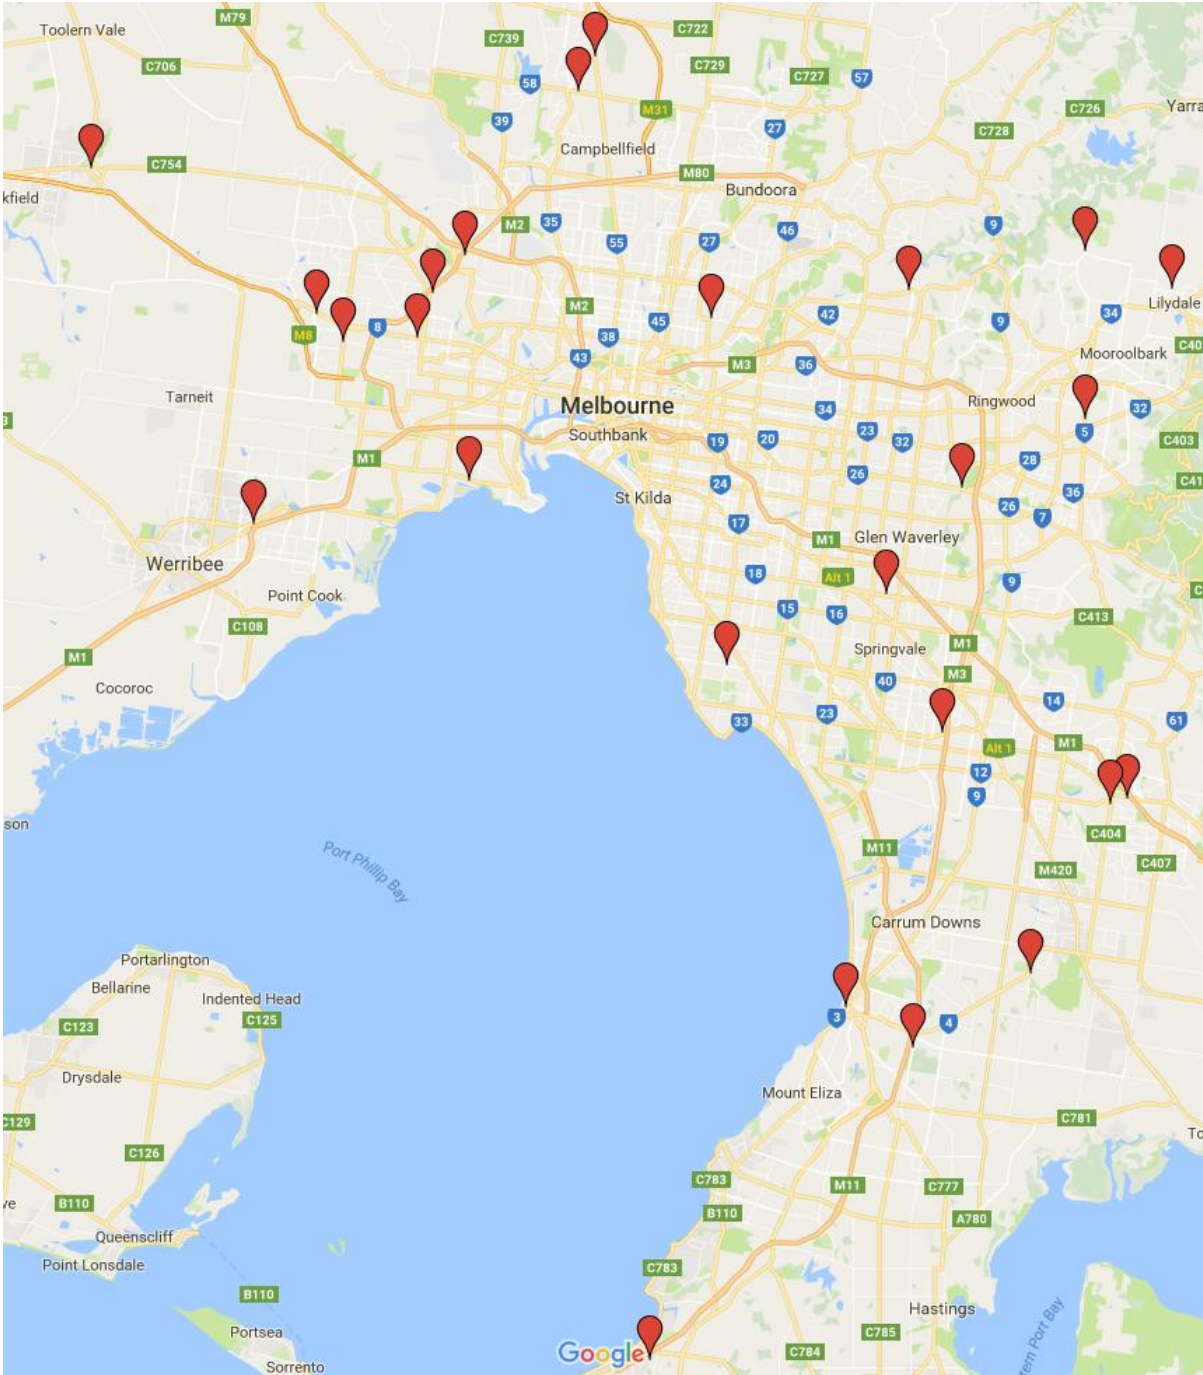 M79
Toolern Vale
C739
C722
C706
C729
C727
57
58
M31
C726
Yarra
39
27
C728
Campbellfield
C754
M80
kfield
Bundoora
M2
35
9
46
55
27
M2
Lilydale
M8
8
45
42
9
34
38
C40
43
Mooroolbark
M3
36
Tarneit
Ringwood
Melbourne
34
32
3
Southbank
23
5
19
20
32
C403
M1
28
26
C41
24
36
St Kilda
26
17
7
M1
Glen Waverley
Werribee
18
Alt 1
9
C
Point Cook
15
16
C413
C108
M1
Springvale
M1
M3
Cocoroc
40
14
33
23
61
M1
Alt 1
12
9
son
C404
Port Phillip Bay
M11
C407
M420
Carrum Downs
Portarlington
Bellarine
Indented Head
C123
C125
3
4
Drysdale
Mount Eliza
C129
C781
To
C126
C783
M11
C777
ve
B110
B110
A780
Queenscliff
Point Lonsdale
C783
B110
Hastings
tern Port Bay
Portsea
C785
Google
C784
Sorrento